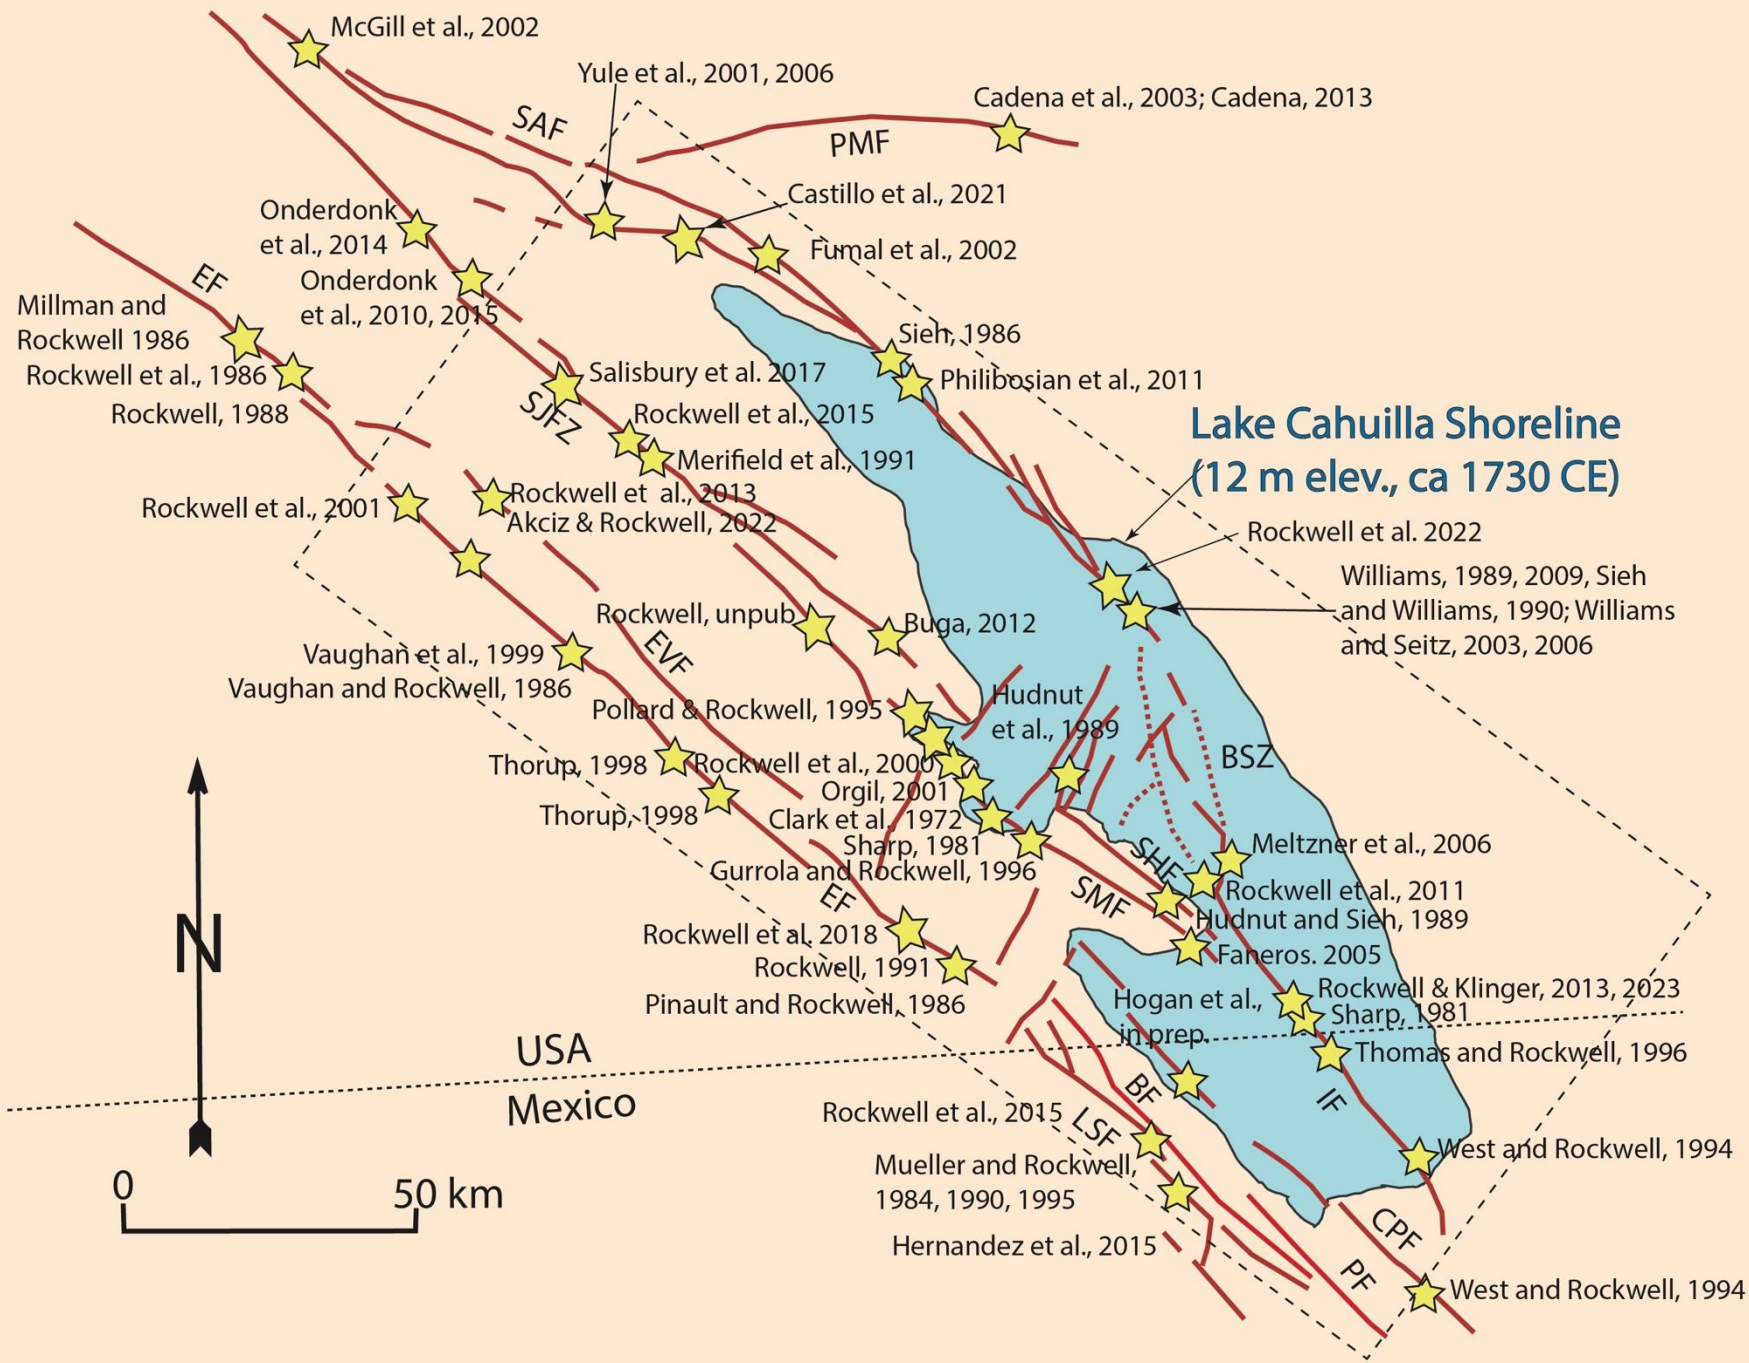 McGill et al., 2002
Yule et al., 2001, 2006
Cadena et al., 2003; Cadena, 2013
SAF
PMF
Castillo et al., 2021
Onderdonk
et al., 2014
Fumal et al., 2002
EF
Onderdonk
et al., 2010, 2015
Millman and
Rockwell 1986
Sieh, 1986
Rockwell et al., 1986
Salisbury et al. 2017
Philibosian et al., 2011
Rockwell, 1988
SJFZ
Rockwell et al., 2015
Lake Cahuilla Shoreline
(12 m elev., ca 1730 CE)
Merifield et al., 1991
Rockwell et al., 2001
Rockwell et al., 2013
Akciz & Rockwell, 2022
Rockwell et al. 2022
Williams, 1989, 2009, Sieh
and Williams, 1990; Williams
and Seitz, 2003, 2006
Rockwell, unpub
Buga, 2012
Vaughan et al., 1999
Vaughan and Rockwell, 1986
EVF
Pollard & Rockwell, 1995
Hudnut
et al., 1989
BSZ
Thorup, 1998
Rockwell et al., 2000
Orgil, 2001
Thorup, 1998
Clark et al., 1972
Sharp, 1981
Gurrola and Rockwell, 1996
Meltzner et al., 2006
SHF
SMF
Rockwell et al., 2011
EF
Hudnut and Sieh, 1989
Rockwell et al. 2018
Faneros. 2005
Rockwell, 1991
Pinault and Rockwell, 1986
Hogan et al.,
in prep.
Rockwell & Klinger, 2013, 2023
Sharp, 1981
N
USA
Mexico
Thomas and Rockwell, 1996
BF
IF
LSF
Rockwell et al., 2015
West and Rockwell, 1994
Mueller and Rockwell,
1984, 1990, 1995
0
50 km
CPF
Hernandez et al., 2015
PF
West and Rockwell, 1994